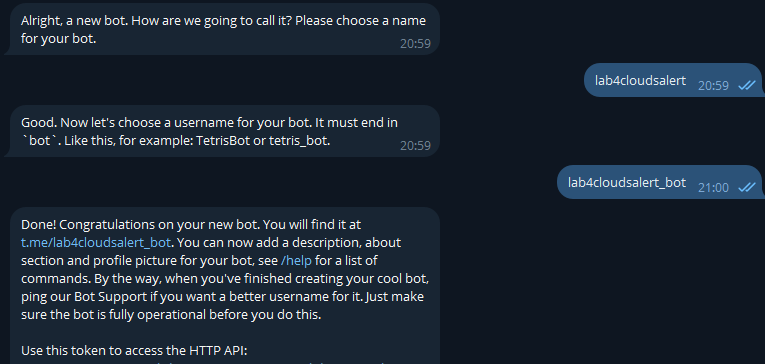 Alright, a new bot. How are we going to call it? Please choose a name
for your bot.
20:59
lab4cloudsalert
20:59
Good. Now let's choose a username for your bot. It must end in
`bot`. Like this, for example: TetrisBot or tetris_bot.
20:59
lab4cloudsalert_bot
21:00
Done! Congratulations on your new bot. You will find it at
t.me/lab4cloudsalert_bot. You can now add a description, about
section and profile picture for your bot, see /help for a list of
commands. By the way, when you've finished creating your cool bot,
ping our Bot Support if you want a better username for it. Just make
sure the bot is fully operational before you do this.
Use this token to access the HTTP API: